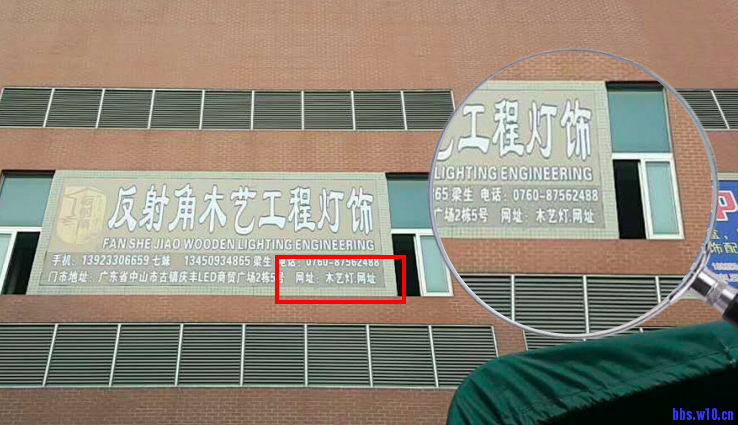 反射角木艺工程灯饰
FAN SHE JIAO WOODEN LIGHTING ENGINEERING
手机：13923306659 七妹 13450934865 梁生 电话：0760-87562488
门市地址：广东省中山市古镇庆丰LED商贸广场2栋5号 网址：木艺灯.网址
艺工程灯饰
LIGHTING ENGINEERING
65 梁生 电话：0760-87562488
广场2栋5号 网址：木艺灯.网址
bbs.w10.cn